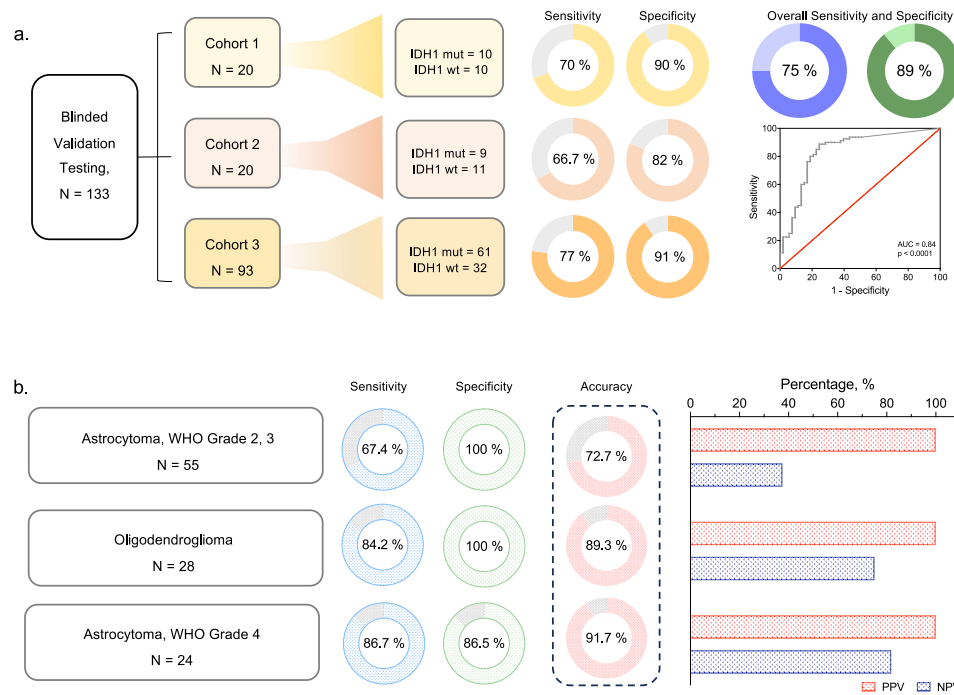 a.
Blinded
Validation
Testing,
N = 133
Cohort 1
N = 20
IDH1 mut = 10
IDH1 wt = 10
Cohort 2
N = 20
IDH1 mut = 9
IDH1 wt = 11
Cohort 3
N = 93
IDH1 mut = 61
IDH1 wt = 32
Sensitivity
Specificity
70 %
90 %
66.7 %
82 %
77 %
91 %
Overall Sensitivity and Specificity
75 %
89 %
Sensitivity
100
80
60
40
20
0
AUC = 0.84
p < 0.0001
0 20 40 60 80 100
1 - Specificity
b.
Sensitivity
Specificity
Accuracy
Astrocytoma, WHO Grade 2, 3
N = 55
67.4 %
100 %
72.7 %
Oligodendroglioma
N = 28
84.2 %
100 %
89.3 %
Astrocytoma, WHO Grade 4
N = 24
86.7 %
86.5 %
91.7 %
Percentage, %
0 20 40 60 80 100
PPV